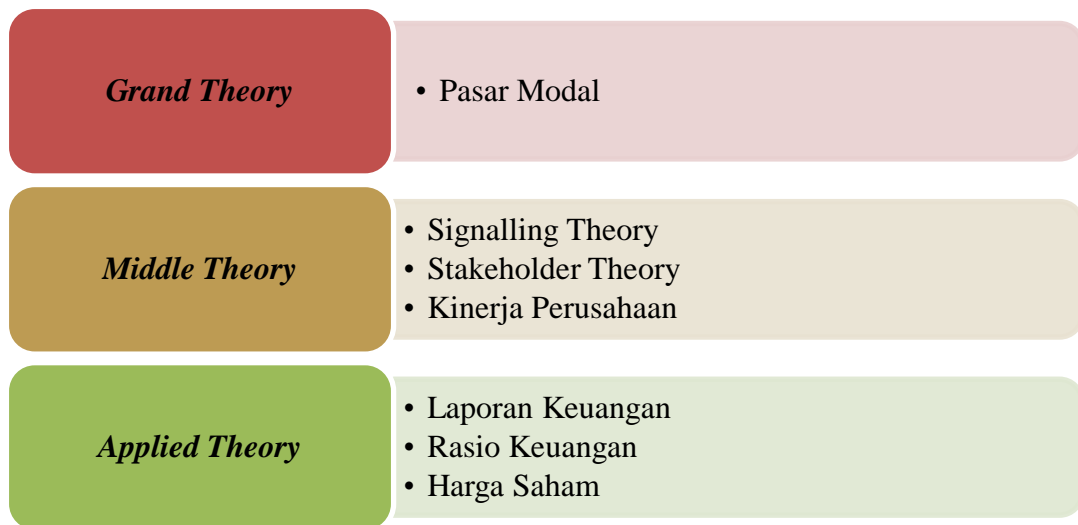 Grand Theory
• Pasar Modal
Middle Theory
• Signalling Theory
• Stakeholder Theory
• Kinerja Perusahaan
Applied Theory
• Laporan Keuangan
• Rasio Keuangan
• Harga Saham